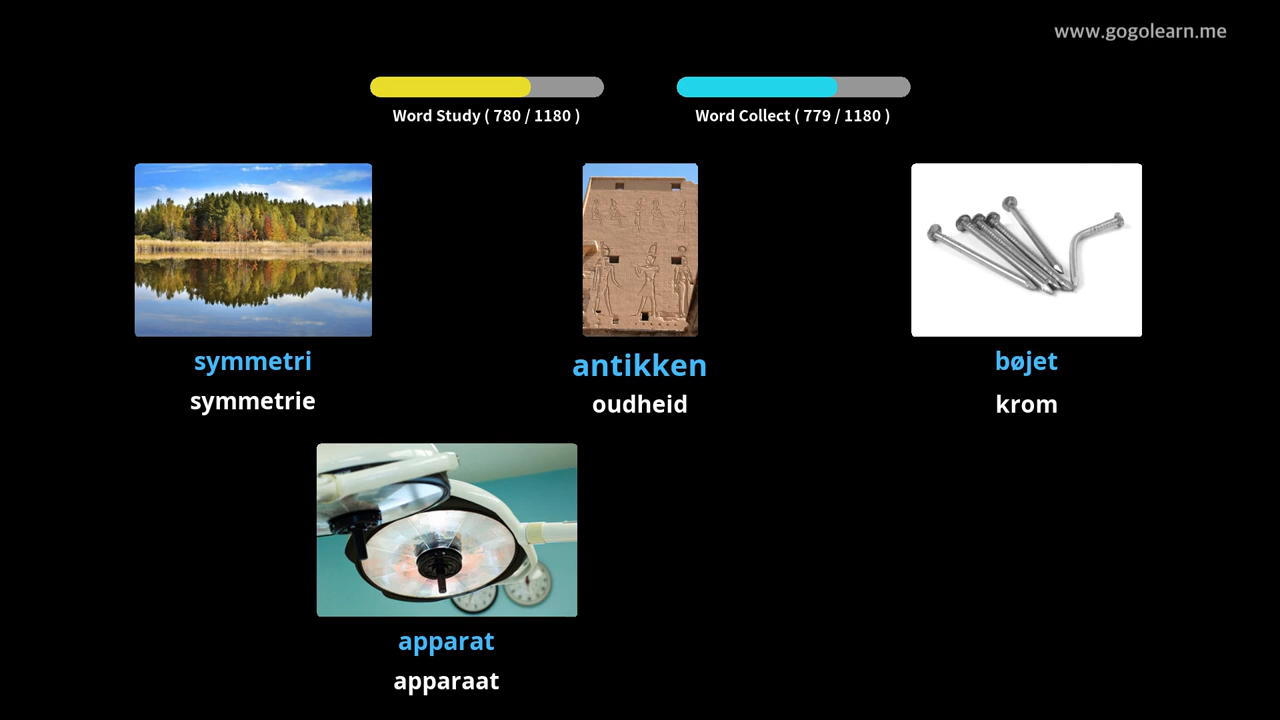 www.gogolearn.me
Word Study ( 780 / 1180 )
Word Collect ( 779 / 1180 )
symmetri
symmetrie
antikken
oudheid
bøjet
krom
apparat
apparaat